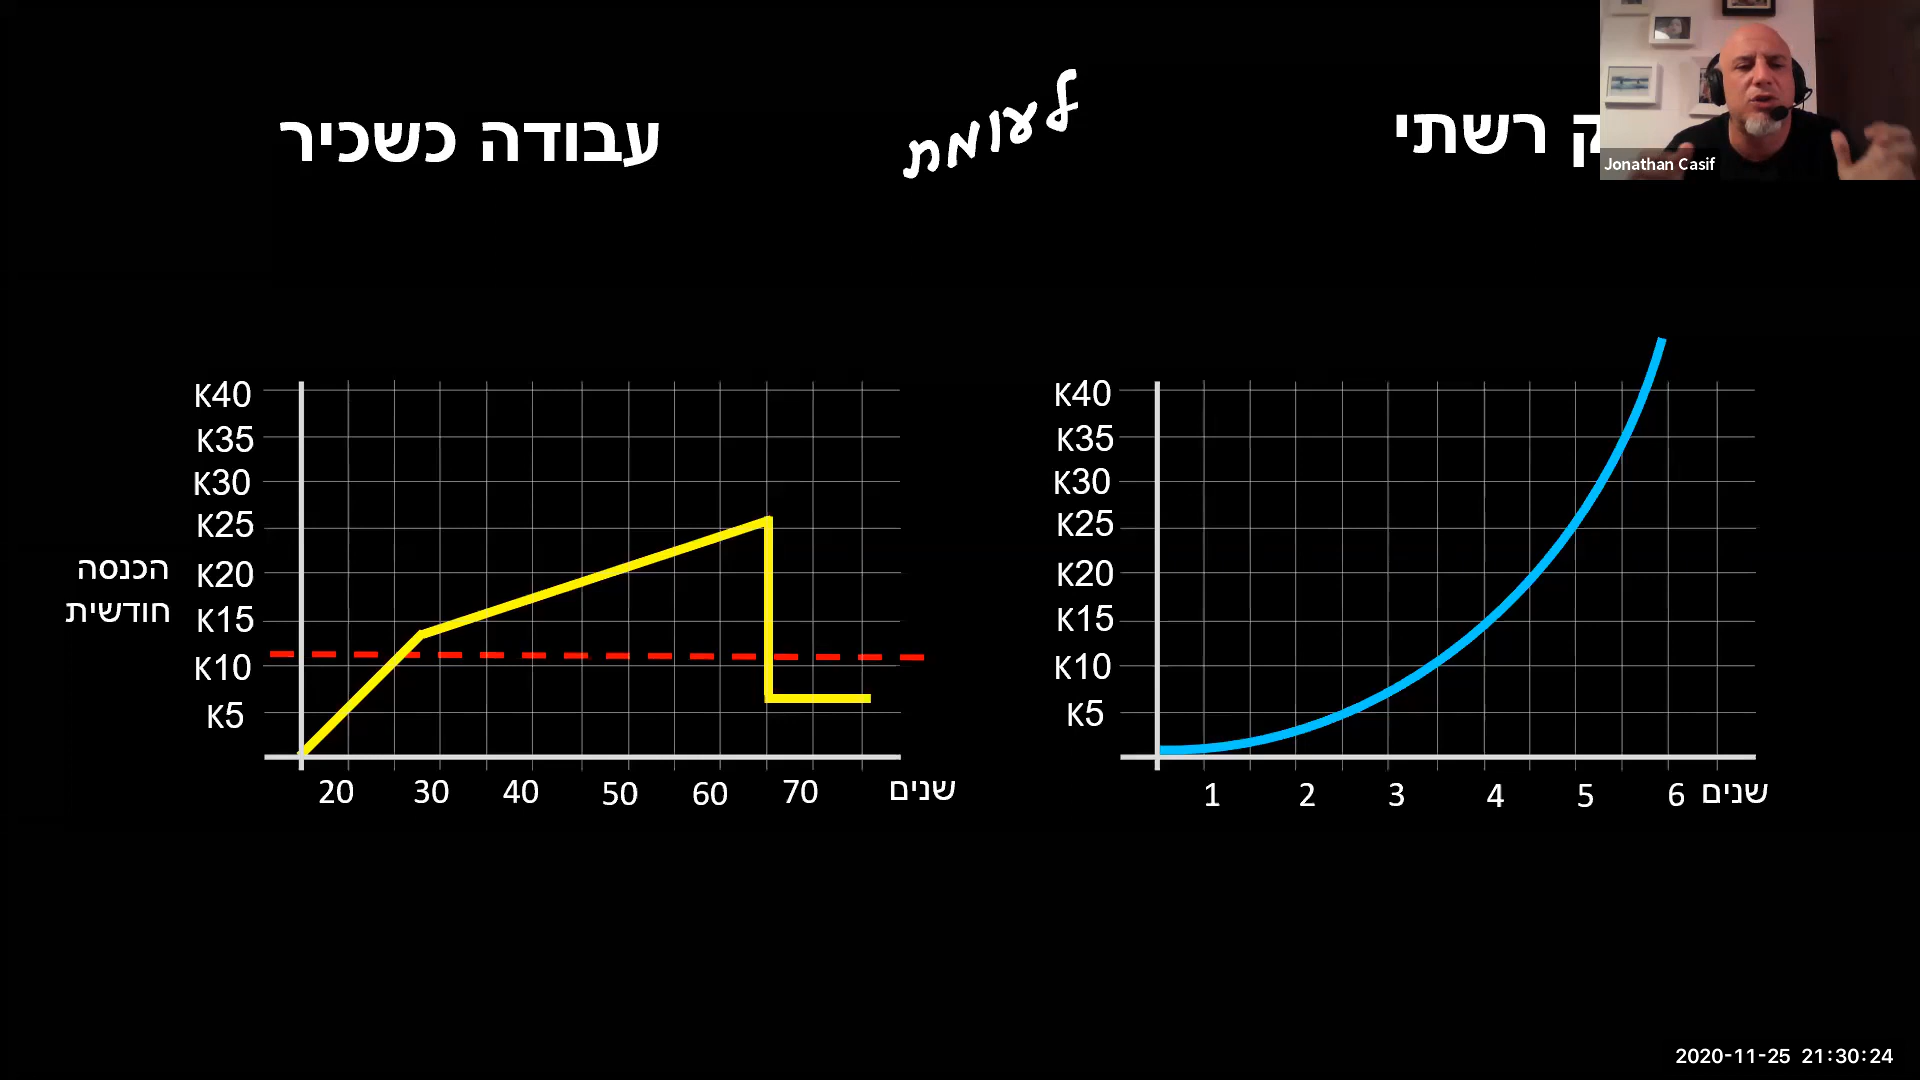 עבודה כשכיר
לעומת
רשתי
Jonathan Casif
הכנסה
חודשית
K40
K35
K30
K25
K20
K15
K10
K5
20 30 40 50 60 70 שנים
K40
K35
K30
K25
K20
K15
K10
K5
1 2 3 4 5 6 שנים
2020-11-25 21:30:24